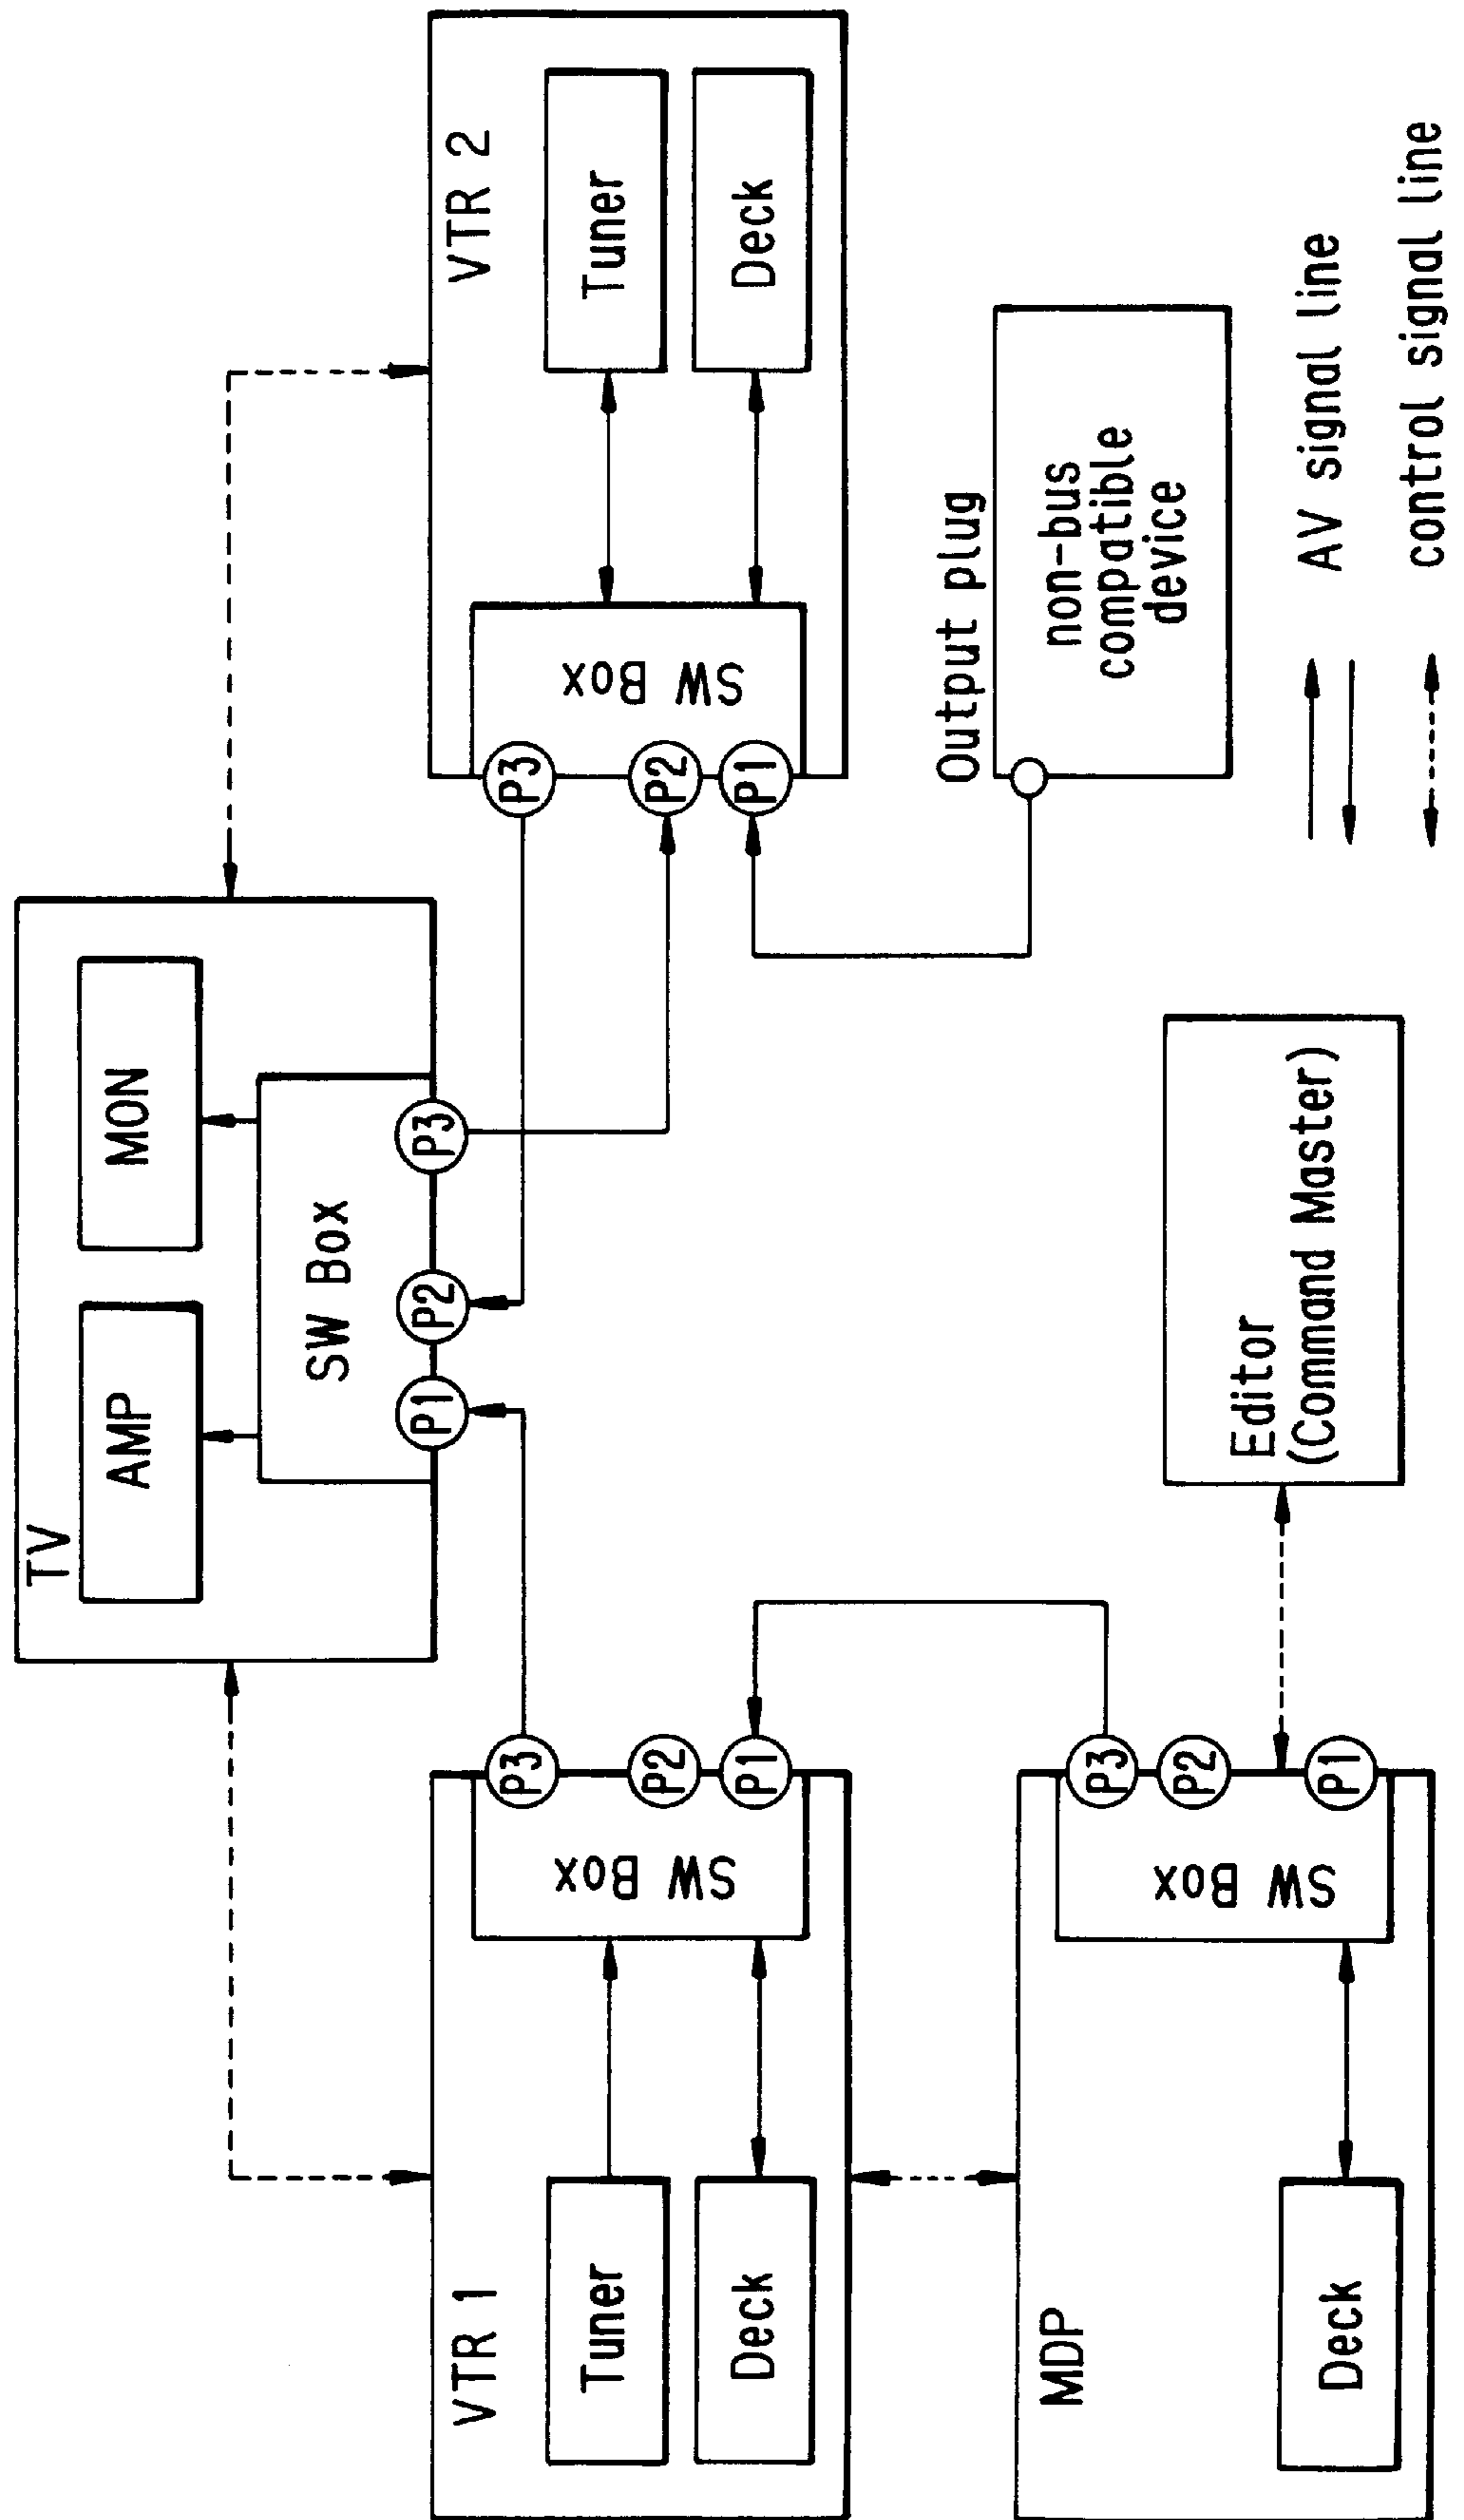 TV
AMP
MON
SW Box
P1
P2
P3
VTR 1
Tuner
Deck
SW Box
P3
P2
P1
VTR 2
Tuner
Deck
SW Box
P3
P2
P1
MDP
Deck
SW Box
P3
P2
P1
Editor
(Command Master)
Output plug
non-bus
compatible
device
AV signal line
control signal line